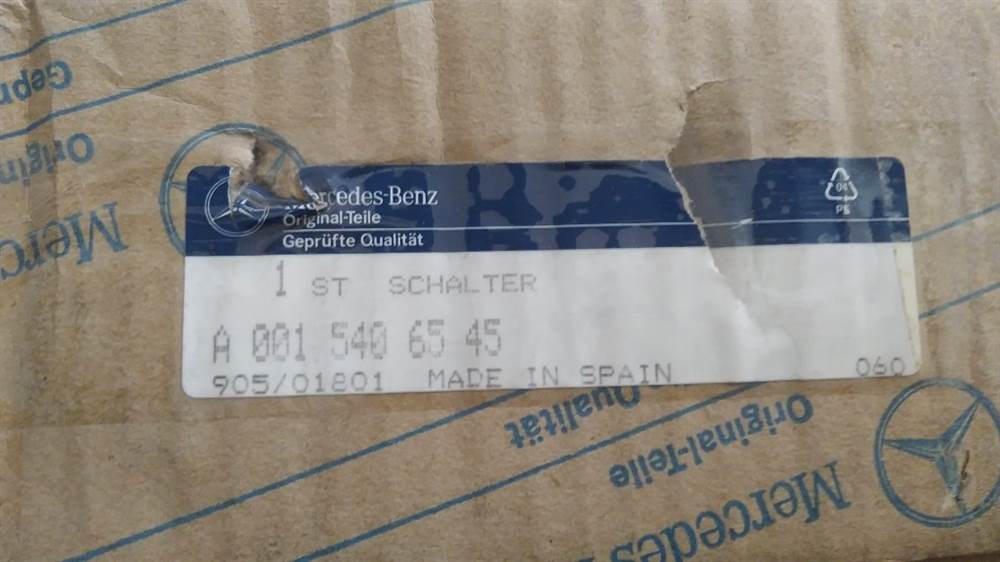 Mercedes-Benz
Original-Teile
Geprüfte Qualität
04
PE
1 ST SCHALTER
A 001 540 65 45
905/01801 MADE IN SPAIN
060
Qualität
Original-Teile
Mercedes